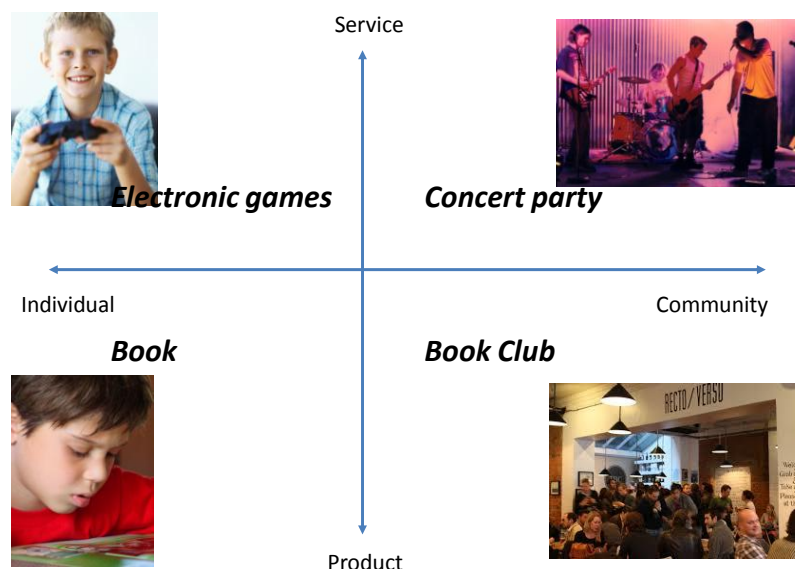 Service
Electronic games
Concert party
Individual
Community
Book
Book Club
RECTO/VERSO
Product